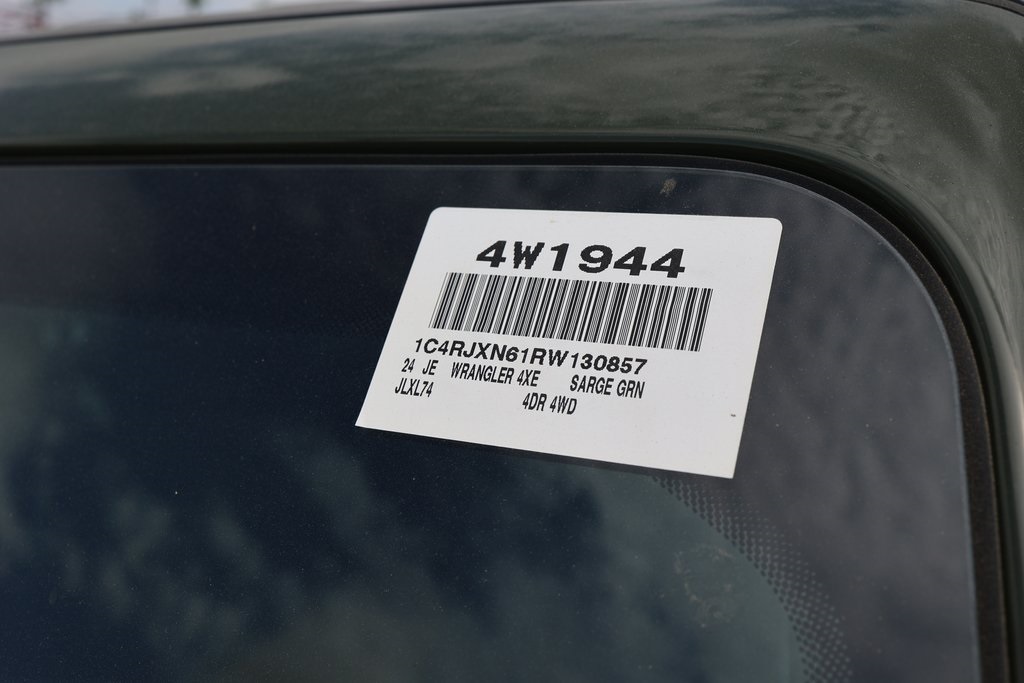 4W1944
1C4RJXN61RW130857
24 JE WRANGLER 4XE SARGE GRN
JLXL74 4DR 4WD